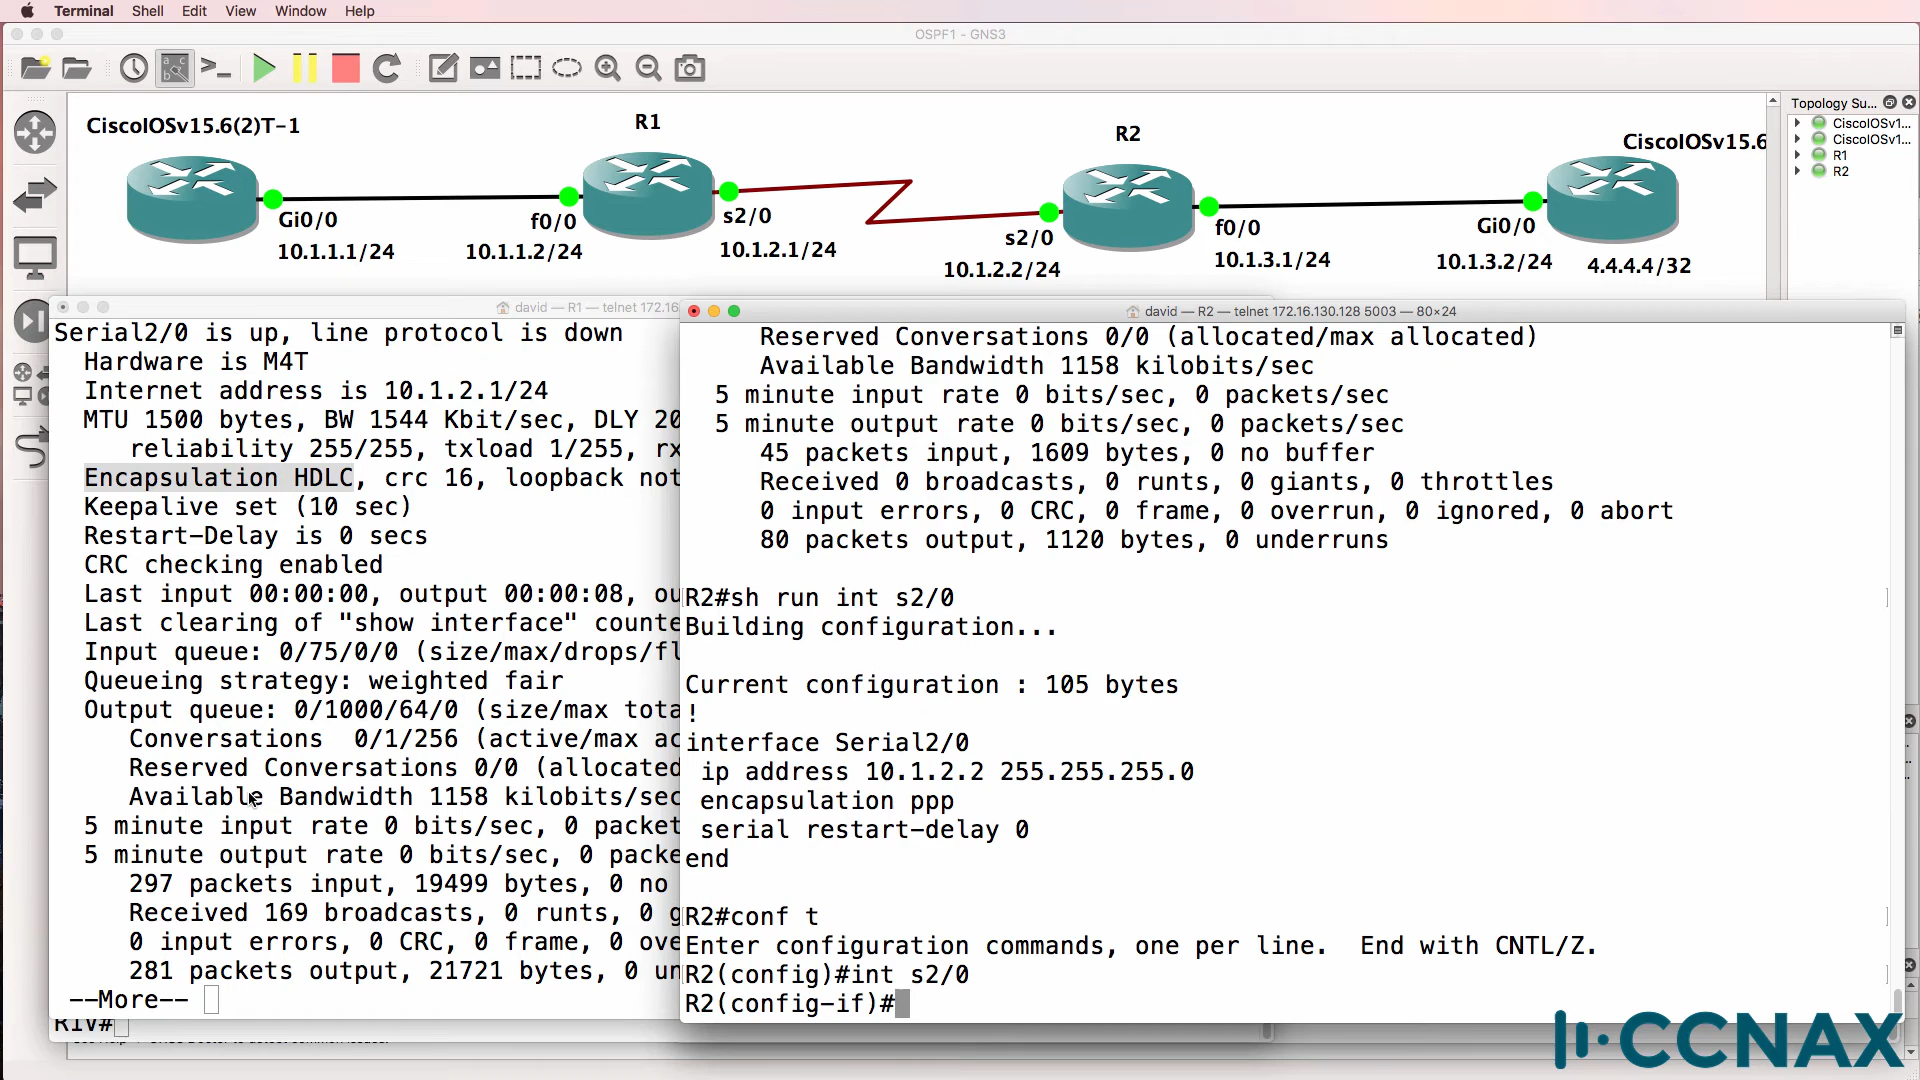 Terminal Shell Edit View Window Help
OSPF1 - GNS3
CiscoIOSv15.6(2)T-1
R1
R2
CiscoIOSv15.6
Gi0/0
10.1.1.1/24
f0/0
10.1.1.2/24
s2/0
10.1.2.1/24
s2/0
10.1.2.2/24
f0/0
10.1.3.1/24
Gi0/0
10.1.3.2/24
4.4.4.4/32
Topology Su...
CiscoIOSv1...
CiscoIOSv1...
R1
R2
david — R1 — telnet 172.16
Serial2/0 is up, line protocol is down
Hardware is M4T
Internet address is 10.1.2.1/24
MTU 1500 bytes, BW 1544 Kbit/sec, DLY 20
reliability 255/255, txload 1/255, rx
Encapsulation HDLC, crc 16, loopback not
Keepalive set (10 sec)
Restart-Delay is 0 secs
CRC checking enabled
Last input 00:00:00, output 00:00:08, ou
Last clearing of "show interface" counte
Input queue: 0/75/0/0 (size/max/drops/fl
Queueing strategy: weighted fair
Output queue: 0/1000/64/0 (size/max tota
Conversations  0/1/256 (active/max ac
Reserved Conversations 0/0 (allocated
Available Bandwidth 1158 kilobits/sec
5 minute input rate 0 bits/sec, 0 packet
5 minute output rate 0 bits/sec, 0 packe
297 packets input, 19499 bytes, 0 no
Received 169 broadcasts, 0 runts, 0 g
0 input errors, 0 CRC, 0 frame, 0 ove
281 packets output, 21721 bytes, 0 un
--More--
R1V#
david — R2 — telnet 172.16.130.128 5003 — 80×24
Reserved Conversations 0/0 (allocated/max allocated)
Available Bandwidth 1158 kilobits/sec
5 minute input rate 0 bits/sec, 0 packets/sec
5 minute output rate 0 bits/sec, 0 packets/sec
45 packets input, 1609 bytes, 0 no buffer
Received 0 broadcasts, 0 runts, 0 giants, 0 throttles
0 input errors, 0 CRC, 0 frame, 0 overrun, 0 ignored, 0 abort
80 packets output, 1120 bytes, 0 underruns
R2#sh run int s2/0
Building configuration...
Current configuration : 105 bytes
!
interface Serial2/0
ip address 10.1.2.2 255.255.255.0
encapsulation ppp
serial restart-delay 0
end
R2#conf t
Enter configuration commands, one per line.  End with CNTL/Z.
R2(config)#int s2/0
R2(config-if)#
CCNAX